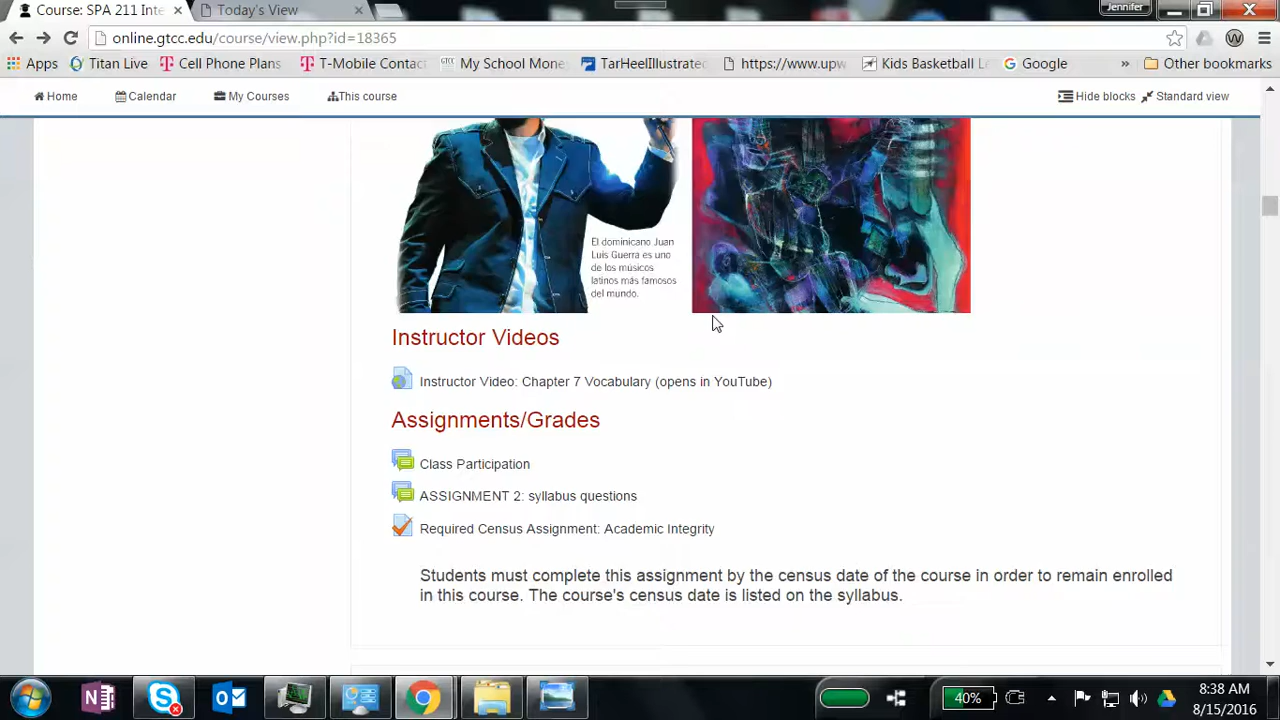 Course: SPA 211 Inte
Today's View
Jennifer
online.gtcc.edu/course/view.php?id=18365
Apps
Titan Live
Cell Phone Plans
T-Mobile Contac
My School Mone
TarHeelIllustrate
https://www.upw
Kids Basketball Le
Google
»
Other bookmarks
Home
Calendar
My Courses
This course
Hide blocks
Standard view
El dominicano Juan
Luis Guerra es uno
de los músicos
latinos más famosos
del mundo.
Instructor Videos
Instructor Video: Chapter 7 Vocabulary (opens in YouTube)
Assignments/Grades
Class Participation
ASSIGNMENT 2: syllabus questions
Required Census Assignment: Academic Integrity
Students must complete this assignment by the census date of the course in order to remain enrolled
in this course. The course's census date is listed on the syllabus.
40%
8:38 AM
8/15/2016